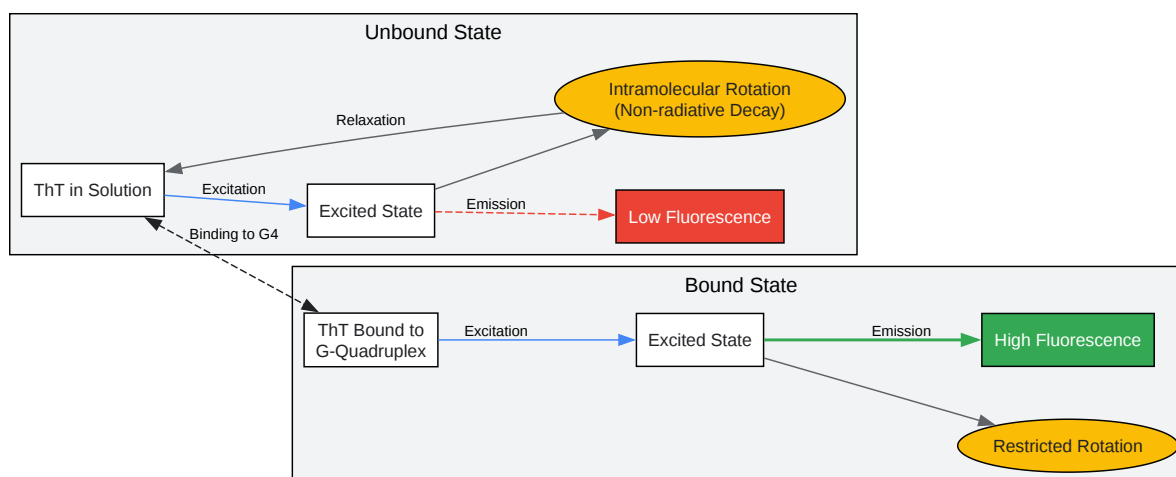 Unbound State
Intramolecular Rotation
(Non-radiative Decay)
Relaxation
ThT in Solution
Excitation
Excited State
Emission
Low Fluorescence
Binding to G4
Bound State
ThT Bound to
G-Quadruplex
Excitation
Excited State
Emission
High Fluorescence
Restricted Rotation